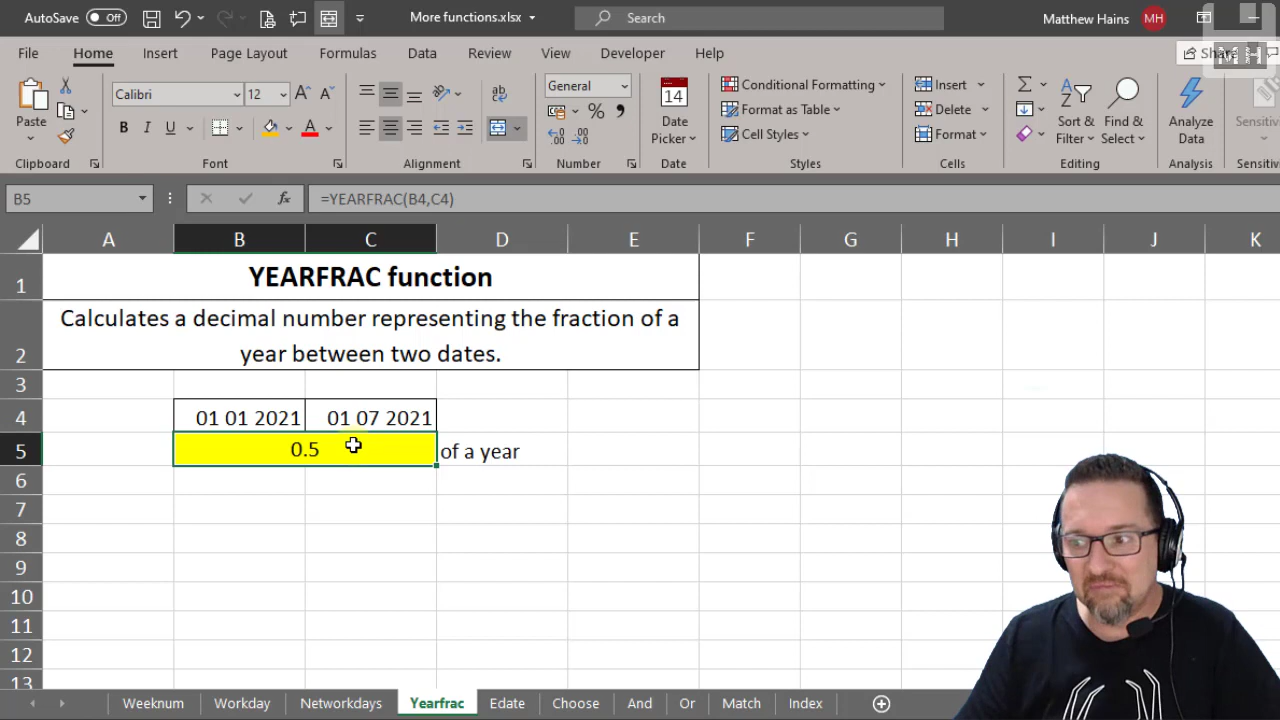 AutoSave Off More functions.xlsx Search Matthew Hains MH
File Home Insert Page Layout Formulas Data Review View Developer Help Share
MH
Paste Calibri 12 General 14 Date Picker Conditional Formatting Insert Sort & Filter Find & Select Analyze Data
B I U A ab % Format as Table Delete
Cell Styles Format
Clipboard Font Alignment Number Date Styles Cells Editing Analysis
B5 fx =YEARFRAC(B4,C4)
A B C D E F G H I J K
1 YEARFRAC function
2 Calculates a decimal number representing the fraction of a
year between two dates.
3
4 01 01 2021 01 07 2021
5 0.5 of a year
6
7
8
9
10
11
12
13
Weeknum Workday Networkdays Yearfrac Edate Choose And Or Match Index